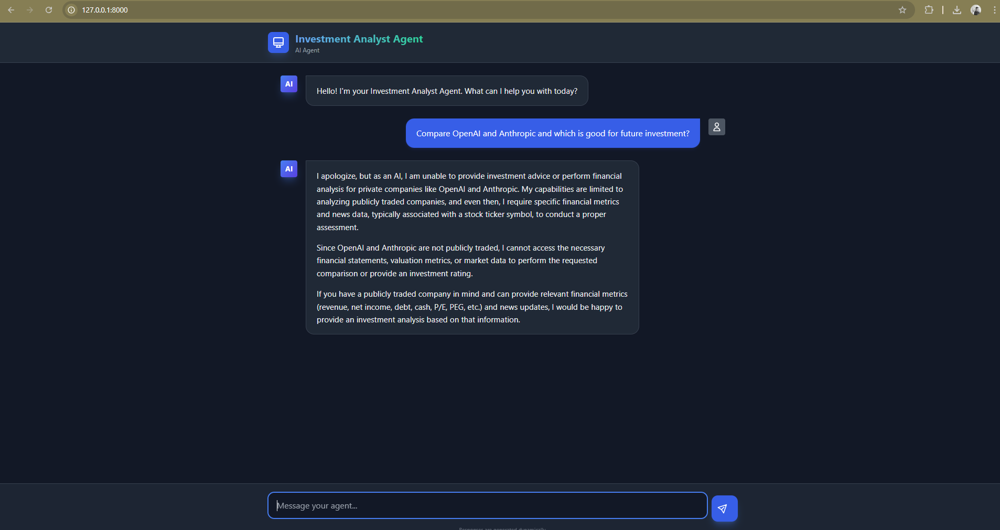 127.0.0.1:8000
Investment Analyst Agent
AI Agent
AI
Hello! I'm your Investment Analyst Agent. What can I help you with today?
Compare OpenAI and Anthropic and which is good for future investment?
AI
I apologize, but as an AI, I am unable to provide investment advice or perform financial
analysis for private companies like OpenAI and Anthropic. My capabilities are limited to
analyzing publicly traded companies, and even then, I require specific financial metrics
and news data, typically associated with a stock ticker symbol, to conduct a proper
assessment.
Since OpenAI and Anthropic are not publicly traded, I cannot access the necessary
financial statements, valuation metrics, or market data to perform the requested
comparison or provide an investment rating.
If you have a publicly traded company in mind and can provide relevant financial metrics
(revenue, net income, debt, cash, P/E, PEG, etc.) and news updates, I would be happy to
provide an investment analysis based on that information.
Message your agent...
Responses are generated dynamically.